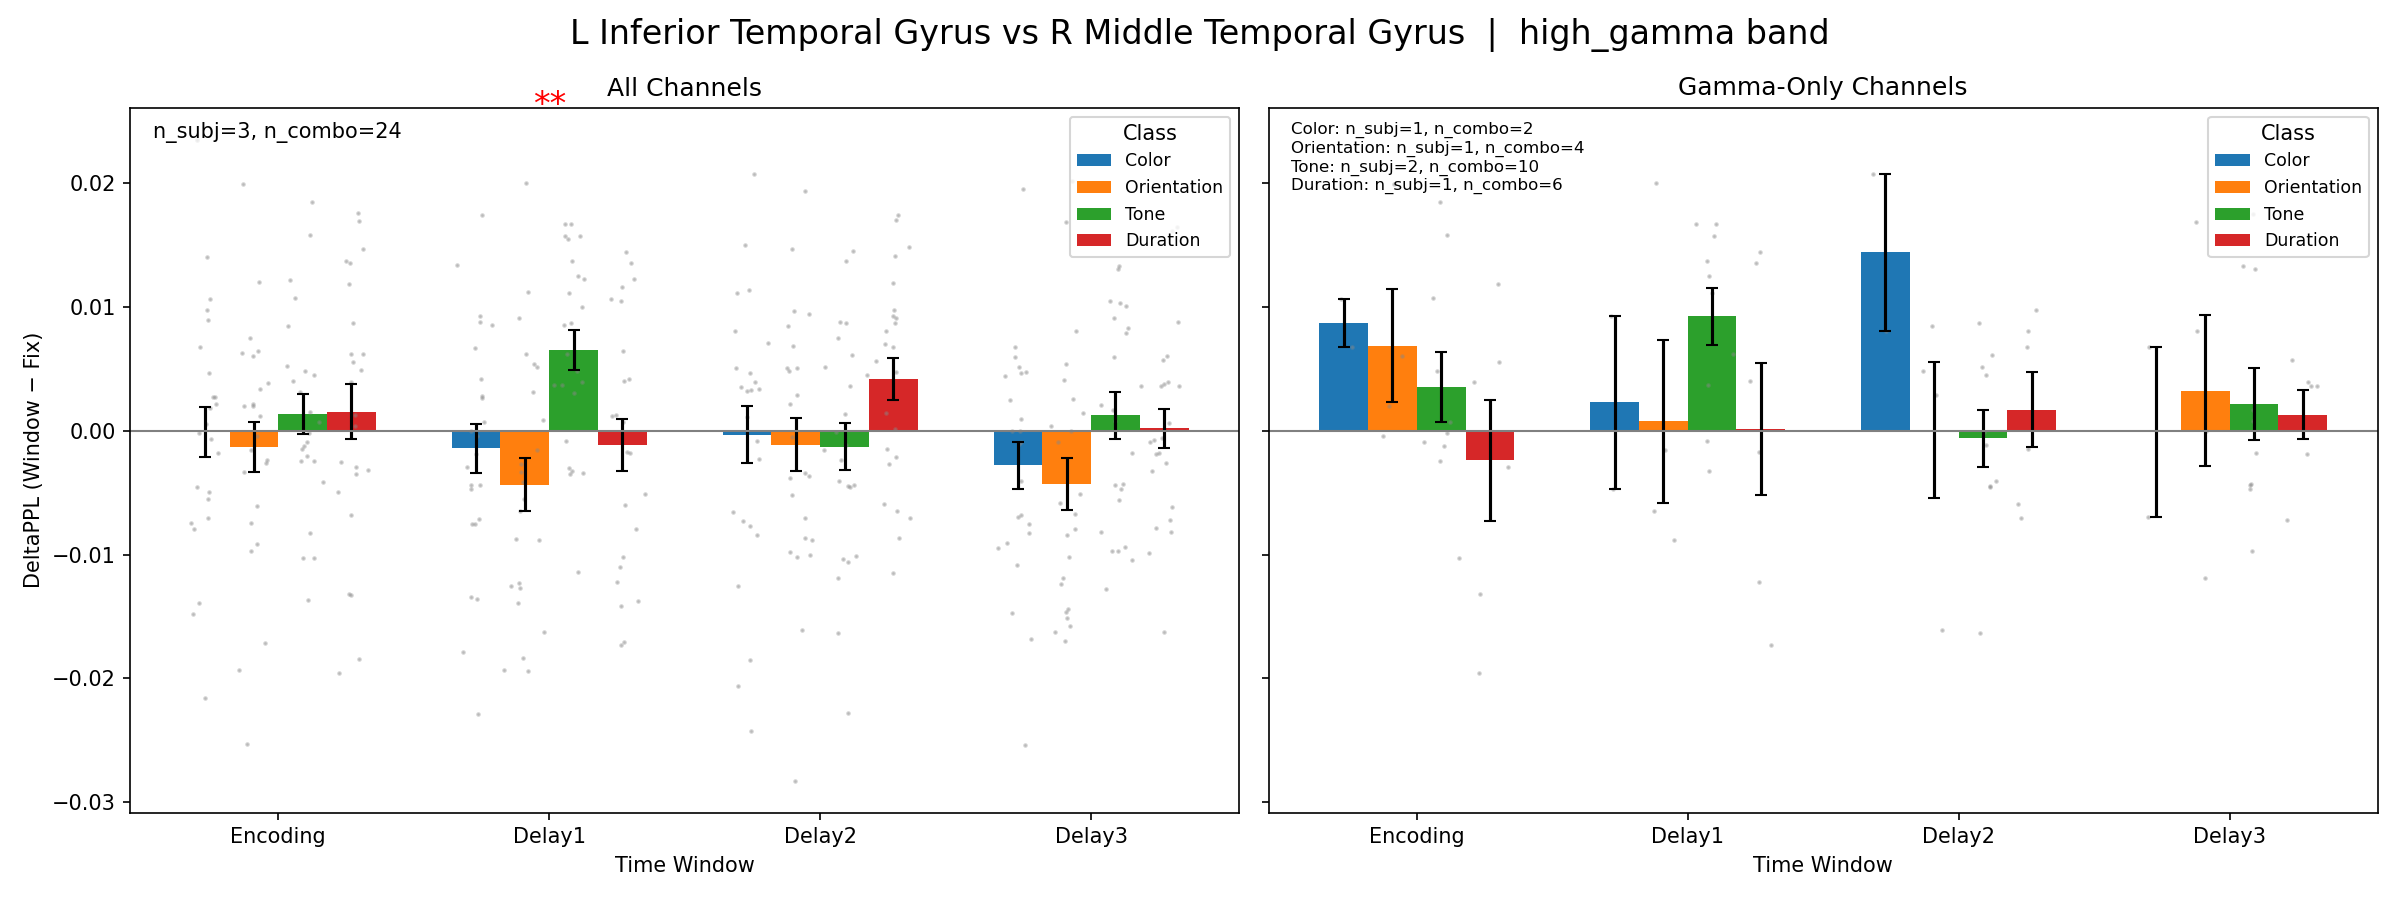 L Inferior Temporal Gyrus vs R Middle Temporal Gyrus | high_gamma band
All Channels
**
n_subj=3, n_combo=24
Class
Color
Orientation
Tone
Duration
DeltaPPL (Window − Fix)
0.02
0.01
0.00
−0.01
−0.02
−0.03
Encoding
Delay1
Delay2
Delay3
Time Window
Gamma-Only Channels
Color: n_subj=1, n_combo=2
Orientation: n_subj=1, n_combo=4
Tone: n_subj=2, n_combo=10
Duration: n_subj=1, n_combo=6
Class
Color
Orientation
Tone
Duration
Encoding
Delay1
Delay2
Delay3
Time Window